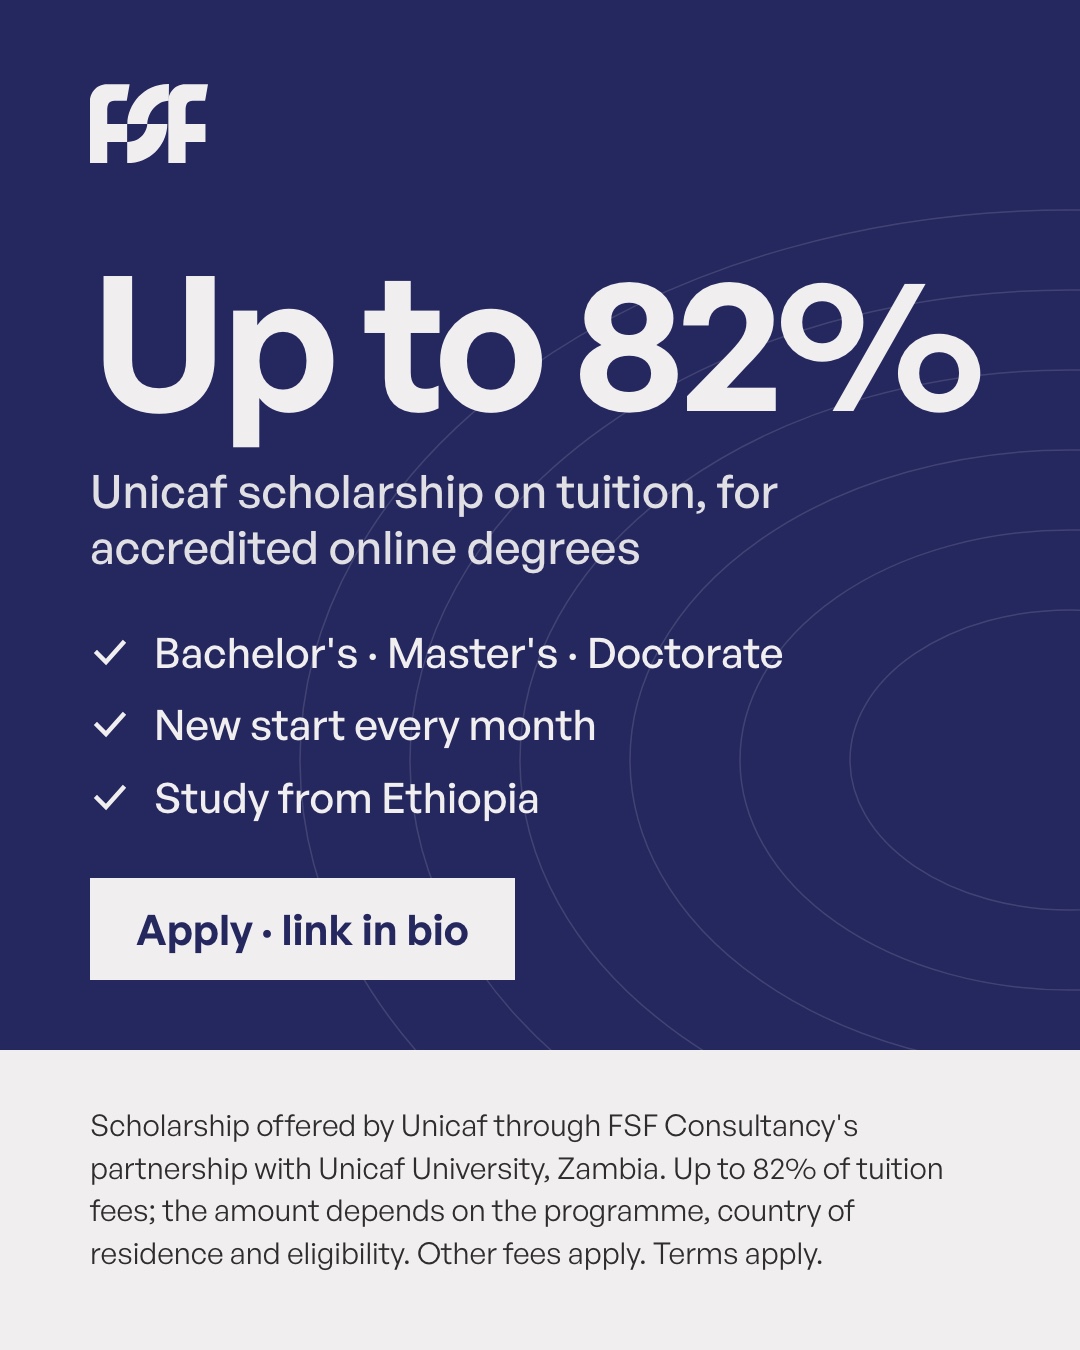 FSF
Up to 82%
Unicaf scholarship on tuition, for
accredited online degrees
Bachelor's · Master's · Doctorate
New start every month
Study from Ethiopia
Apply · link in bio
Scholarship offered by Unicaf through FSF Consultancy's
partnership with Unicaf University, Zambia. Up to 82% of tuition
fees; the amount depends on the programme, country of
residence and eligibility. Other fees apply. Terms apply.